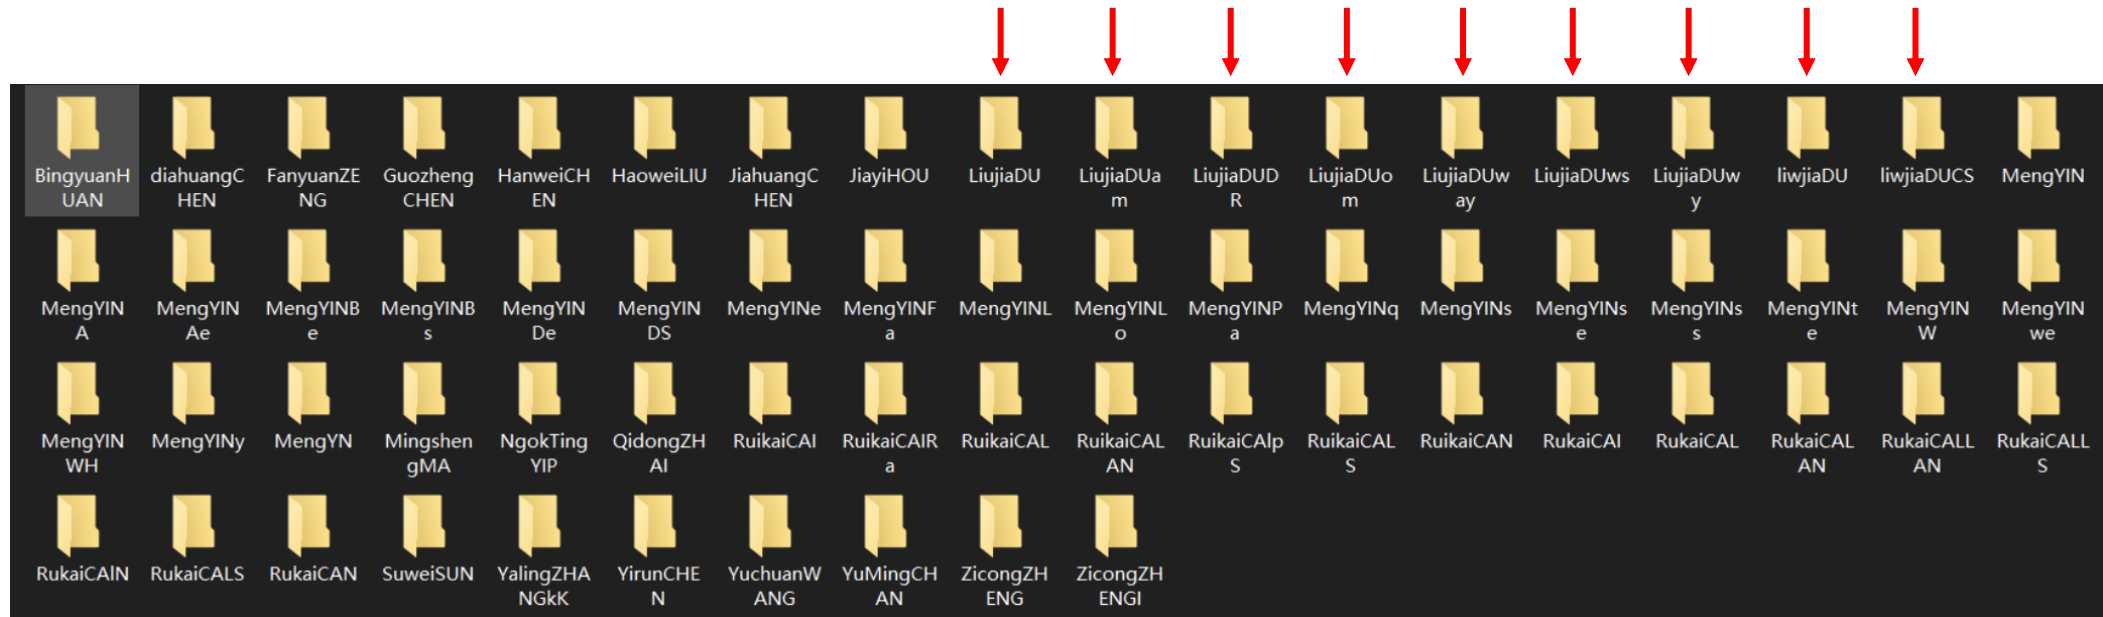 BingyuanH diahuangC FanyuanZE Guozheng HanweiCH HaoweiLIU JiahuangC JiayiHOU LiujiaDU LiujiaDUa LiujiaDUD LiujiaDUo LiujiaDUw LiujiaDUws LiujiaDUw liwjiaDU liwjiaDUCS MengYIN
UAN HEN NG CHEN EN HEN m R m ay y
MengYIN MengYIN MengYINB MengYINB MengYIN MengYIN MengYINe MengYINF MengYINL MengYINL MengYINP MengYINq MengYINs MengYINs MengYINs MengYINt MengYIN MengYIN
A Ae e s De DS a o a e s e W we
MengYIN MengYINy MengYN Mingshen NgokTing QidongZH RuikaiCAI RuikaiCAIR RuikaiCAL RuikaiCAL RuikaiCAlp RuikaiCAL RuikaiCAN RukaiCAI RukaiCAL RukaiCAL RukaiCALL RukaiCALL
WH gMA YIP AI a AN S S AN AN S
RukaiCAlN RukaiCALS RukaiCAN SuweiSUN YalingZHA YirunCHE YuchuanW YuMingCH ZicongZH ZicongZH
NGkK N ANG AN ENG ENGI